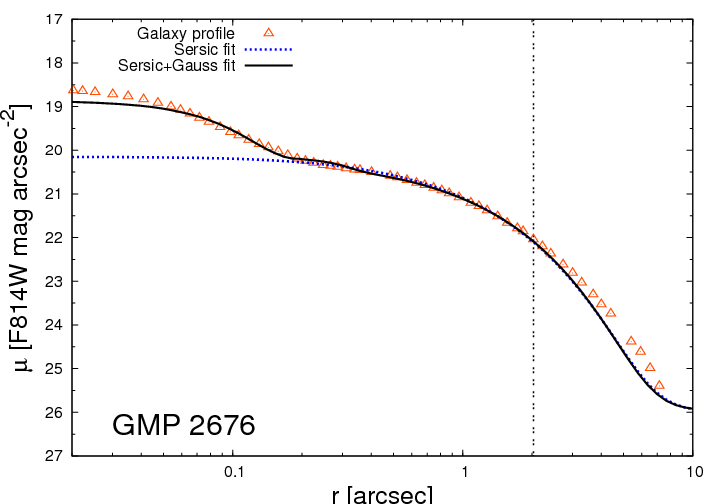 17
18
19
20
21
22
23
24
25
26
27
μ [F814W mag arcsec⁻²]
Galaxy profile
Sersic fit
Sersic+Gauss fit
GMP 2676
0.1 1 10
r [arcsec]